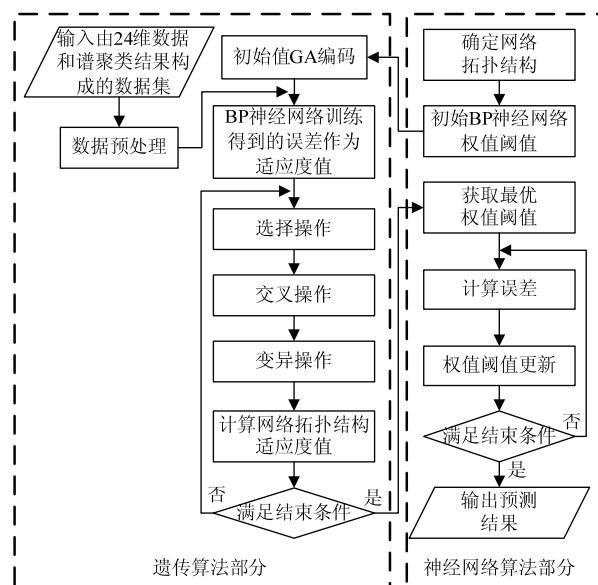 输入由24维数据
和谱聚类结果构
成的数据集
数据预处理
初始值GA编码
BP神经网络训练
得到的误差作为
适应度值
选择操作
交叉操作
变异操作
计算网络拓扑结构
适应度值
否
满足结束条件
是
遗传算法部分
确定网络
拓扑结构
初始BP神经网络
权值阈值
获取最优
权值阈值
计算误差
权值阈值更新
满足结束条件
否
是
输出预测
结果
神经网络算法部分